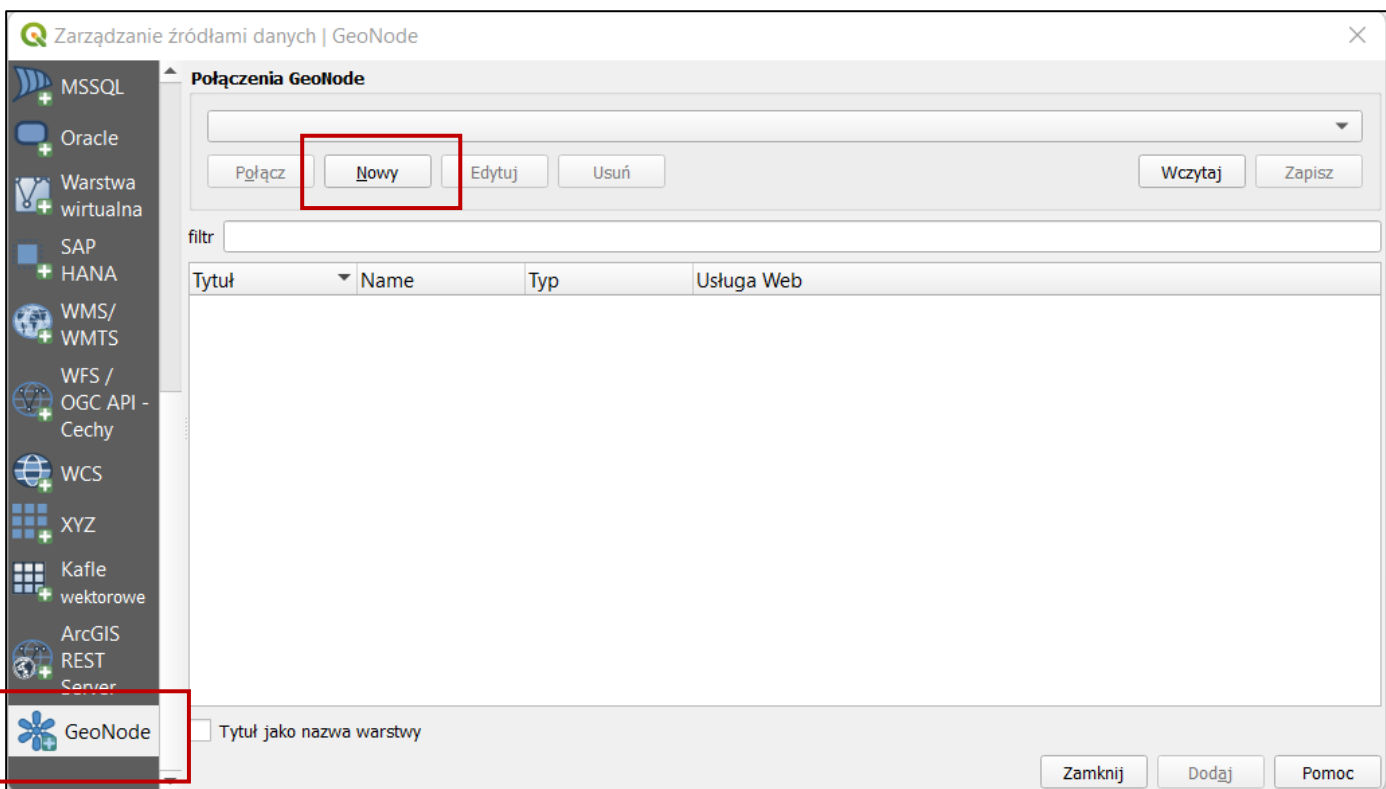 Zarządzanie źródłami danych | GeoNode
MSSQL
Oracle
Warstwa
wirtualna
SAP
HANA
WMS/
WMTS
WFS /
OGC API -
Cechy
WCS
XYZ
Kafle
wektorowe
ArcGIS
REST
Server
GeoNode
Połączenia GeoNode
Połącz Nowy Edytuj Usuń Wczytaj Zapisz
filtr
Tytuł Name Typ Usługa Web
Tytuł jako nazwa warstwy
Zamknij Dodaj Pomoc